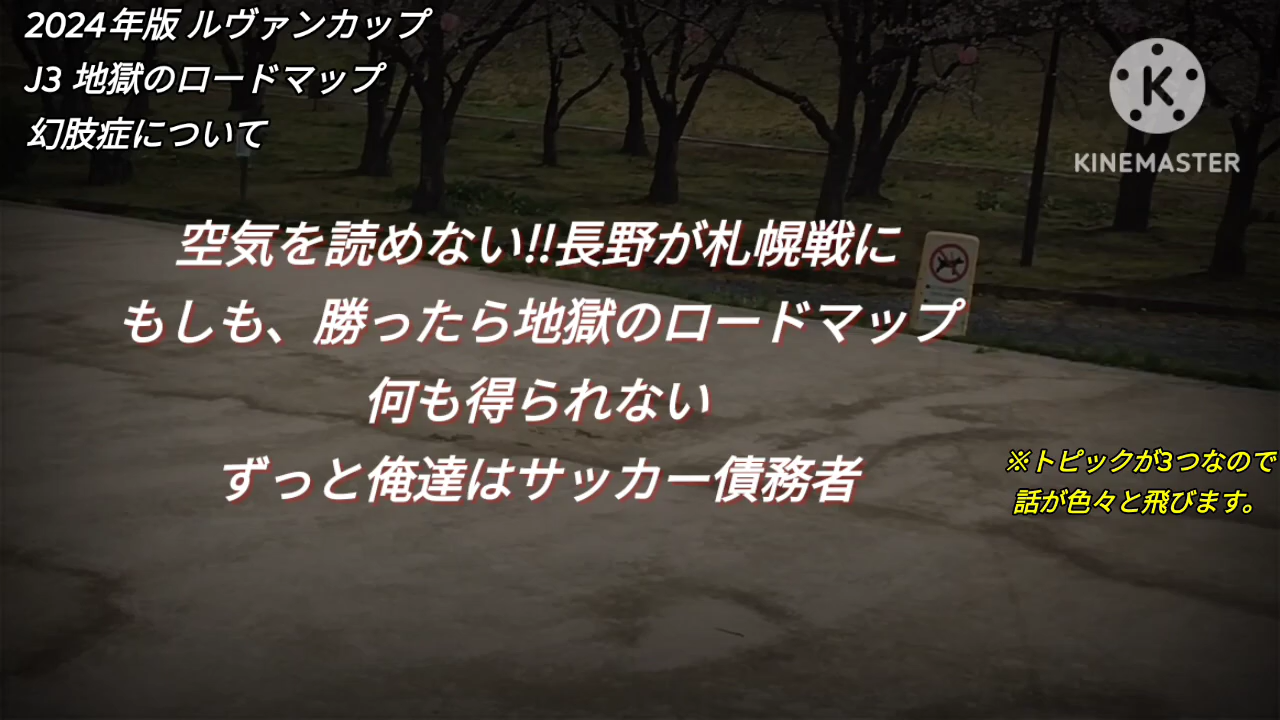 2024年版 ルヴァンカップ
J3 地獄のロードマップ
幻肢症について
K
KINEMASTER
空気を読めない!!長野が札幌戦に
もしも、勝ったら地獄のロードマップ
何も得られない
ずっと俺達はサッカー債務者
※トピックが3つなので
話が色々と飛びます。